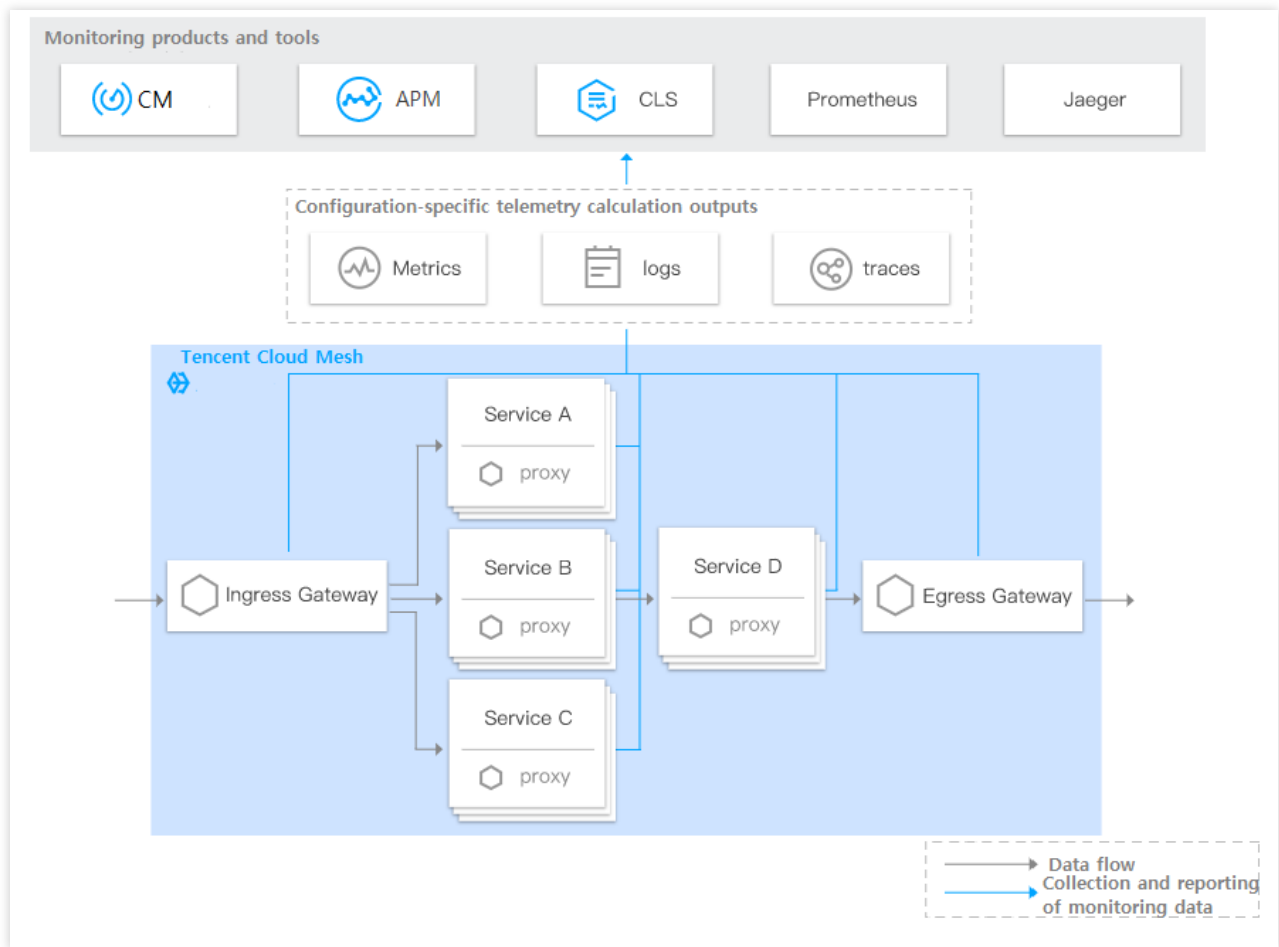 Monitoring products and tools
CM
APM
CLS
Prometheus
Jaeger
Configuration-specific telemetry calculation outputs
Metrics
logs
traces
Tencent Cloud Mesh
Service A
proxy
Ingress Gateway
Service B
proxy
Service D
proxy
Egress Gateway
Service C
proxy
Data flow
Collection and reporting
of monitoring data